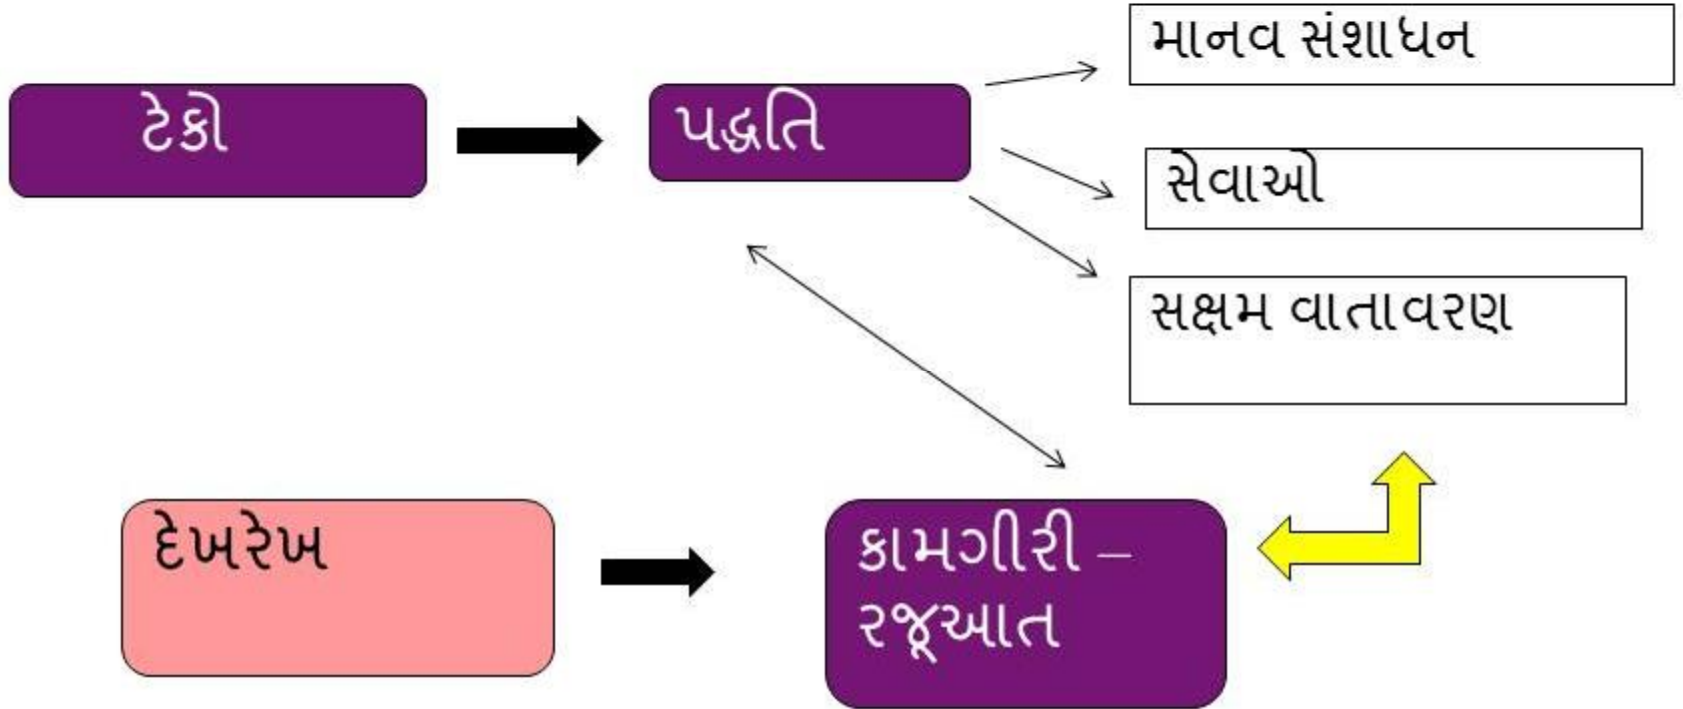 ટેકો
પદ્ધતિ
માનવ સંશાધન
સેવાઓ
સક્ષમ વાતાવરણ
દેખરેખ
કામગીરી –
રજૂઆત